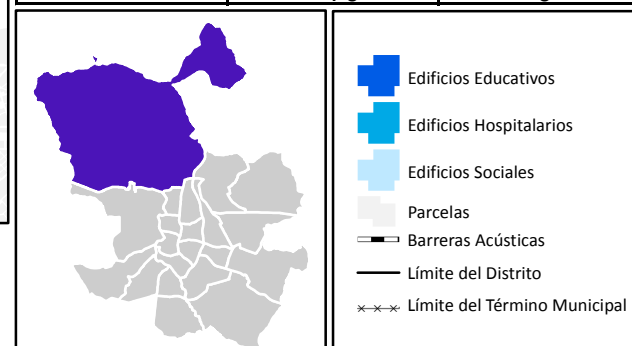 Edificios Educativos
Edificios Hospitalarios
Edificios Sociales
Parcelas
Barreras Acústicas
Límite del Distrito
Límite del Término Municipal